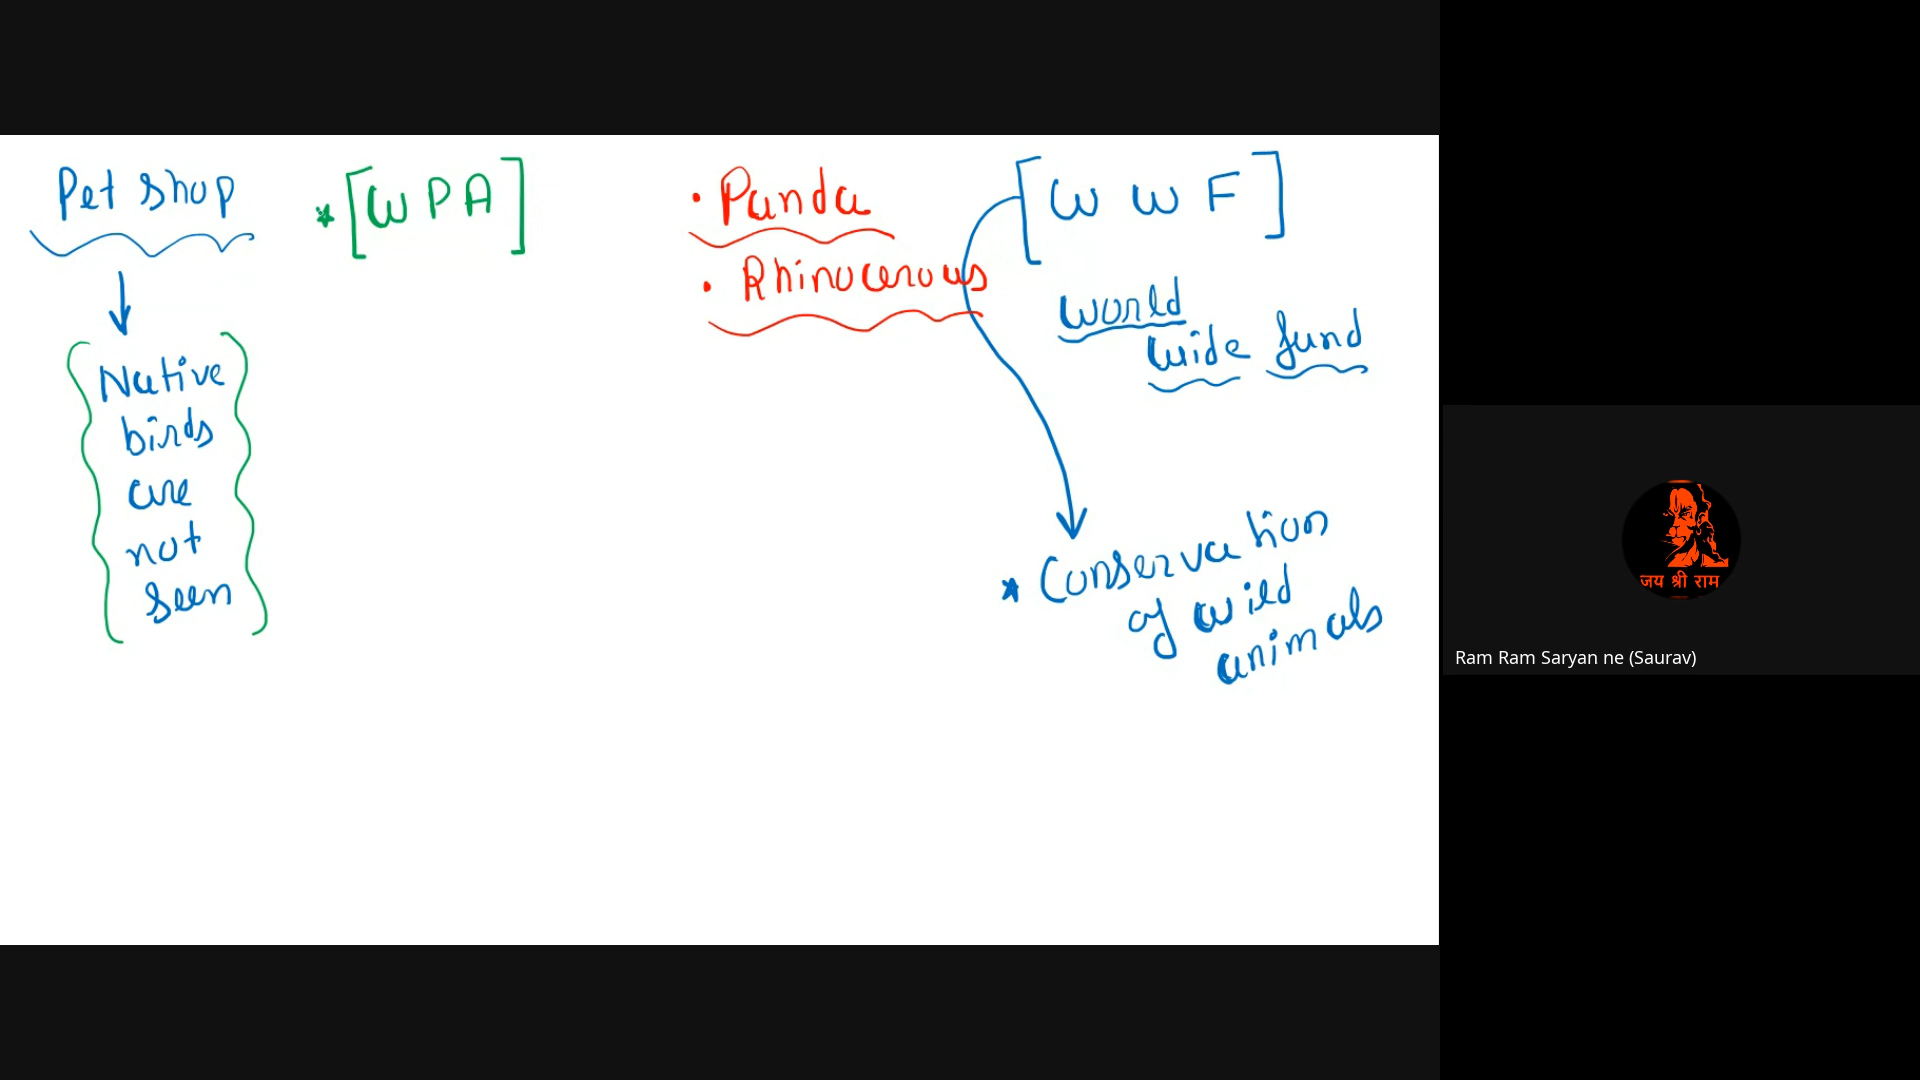 Pet shop
* [WPA]
Native
birds
are
not
seen
• Panda
• Rhinocerous
[WWF]
world
wide fund
* Conservation
of wild
animals
जय श्री राम
Ram Ram Saryan ne (Saurav)